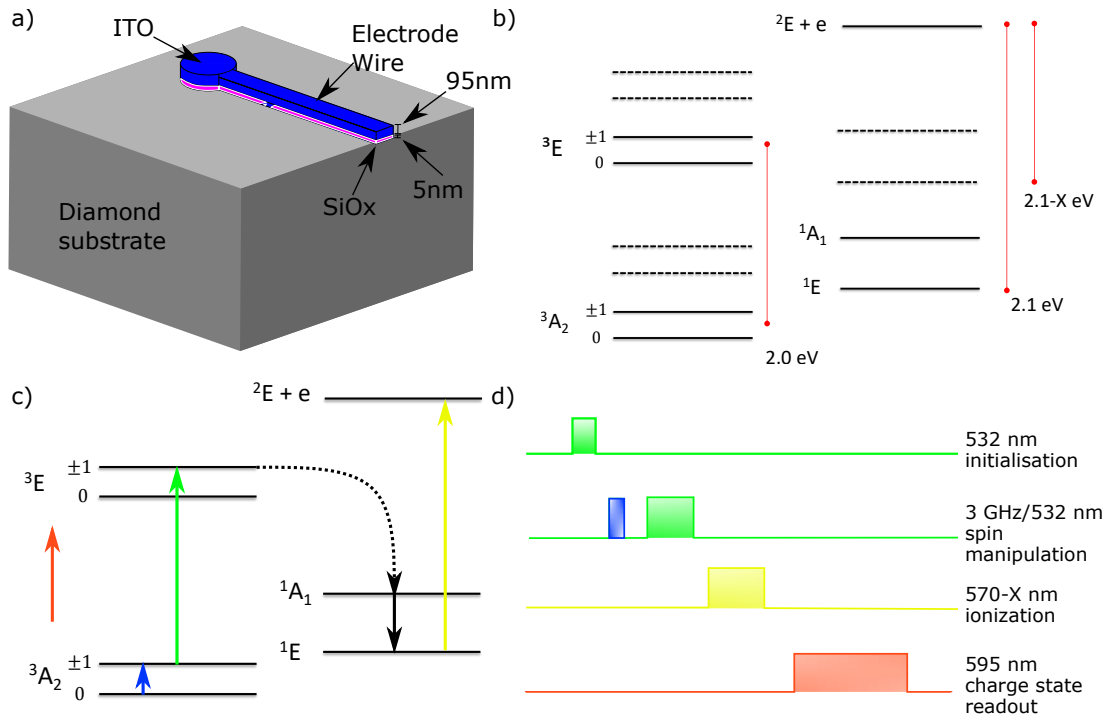 a)
ITO
Electrode
Wire
95nm
5nm
SiOx
Diamond
substrate
b)
²E + e
³E
±1
0
³A₂
±1
0
2.0 eV
¹A₁
¹E
2.1-X eV
2.1 eV
c)
²E + e
³E
±1
0
³A₂
±1
0
¹A₁
¹E
d)
532 nm
initialisation
3 GHz/532 nm
spin
manipulation
570-X nm
ionization
595 nm
charge state
readout